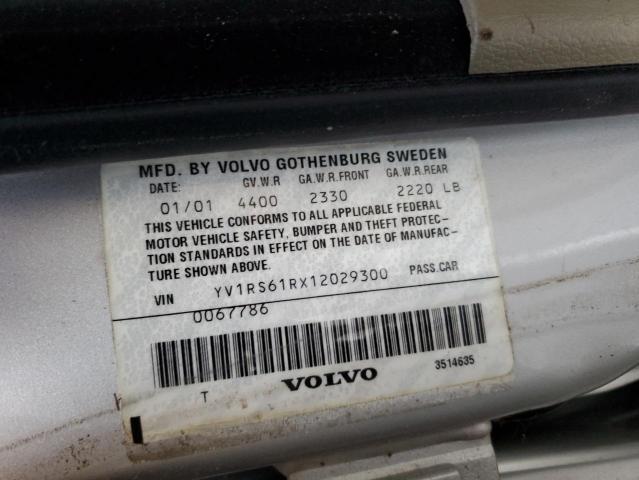 MFD. BY VOLVO GOTHENBURG SWEDEN
DATE: GV.W.R GA.W.R.FRONT GA.W.R.REAR
01/01 4400 2330 2220 LB
THIS VEHICLE CONFORMS TO ALL APPLICABLE FEDERAL
MOTOR VEHICLE SAFETY, BUMPER AND THEFT PROTEC-
TION STANDARDS IN EFFECT ON THE DATE OF MANUFAC-
TURE SHOWN ABOVE.
VIN YV1RS61RX12029300 PASS.CAR
0067786
3514635
T VOLVO